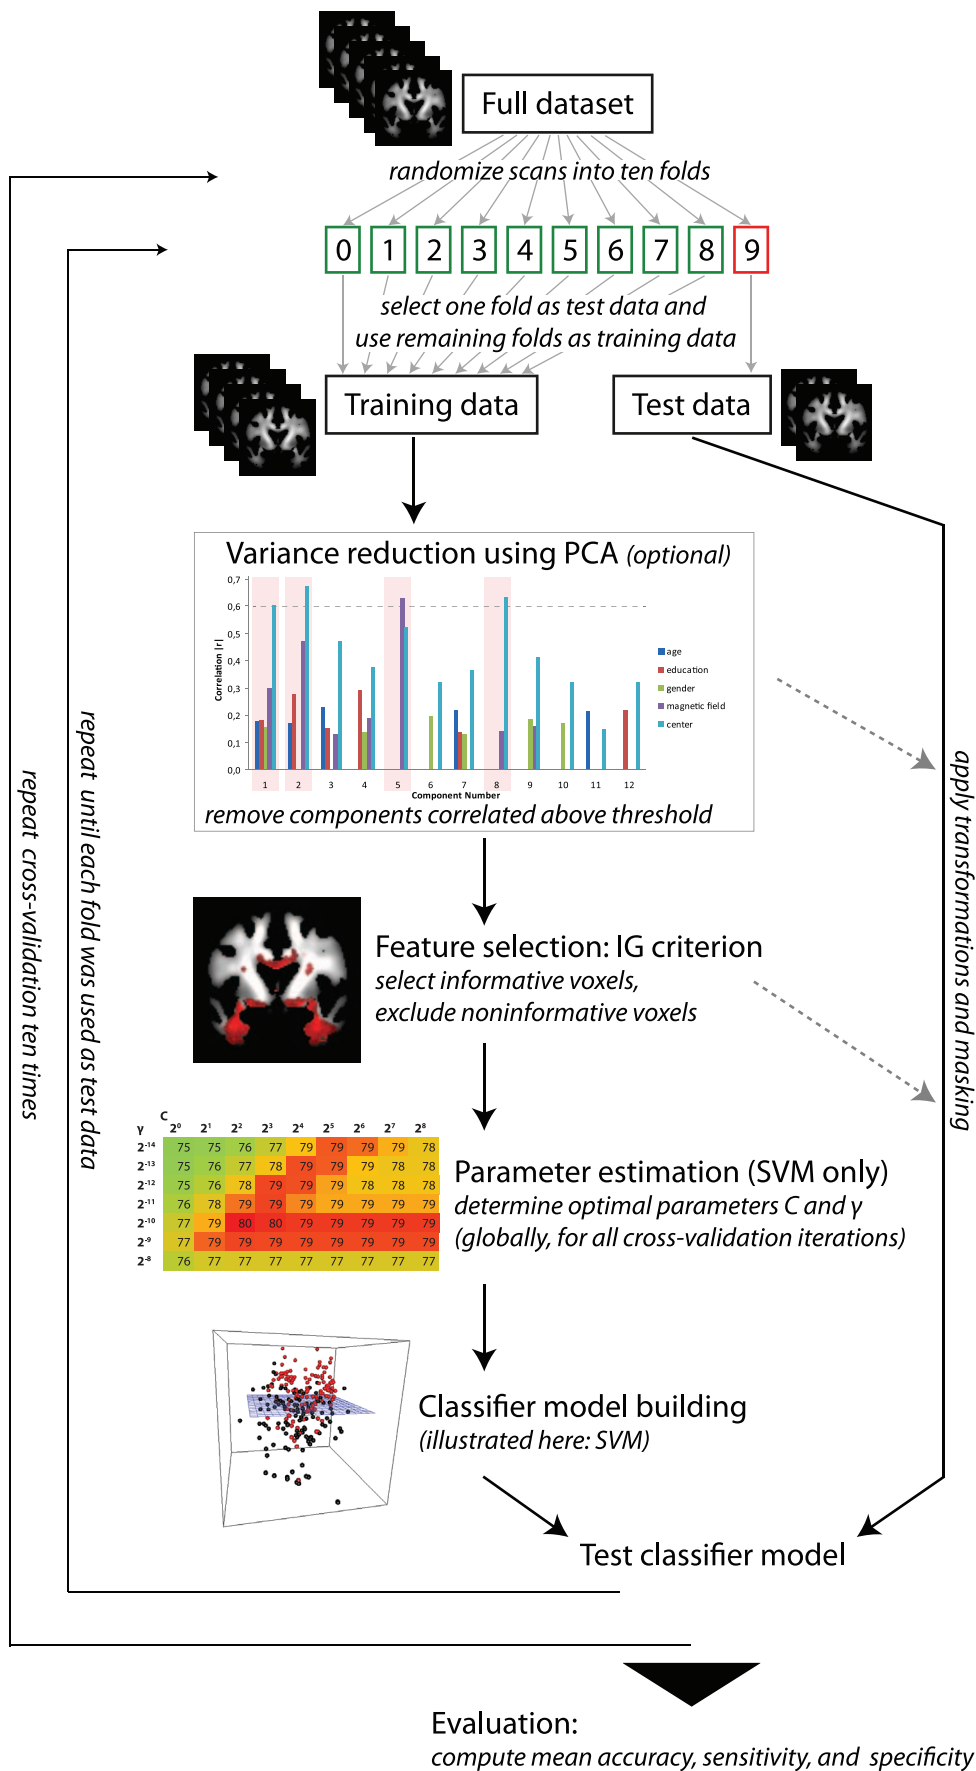 Full dataset
randomize scans into ten folds
0 1 2 3 4 5 6 7 8 9
select one fold as test data and
use remaining folds as training data
Training data
Test data
Variance reduction using PCA (optional)
0,7
0,6
0,5
0,4
0,3
0,2
0,1
0,0
Correlation |r|
1 2 3 4 5 6 7 8 9 10 11 12
Component Number
age
education
gender
magnetic field
center
remove components correlated above threshold
Feature selection: IG criterion
select informative voxels,
exclude noninformative voxels
C
γ 2⁰ 2¹ 2² 2³ 2⁴ 2⁵ 2⁶ 2⁷ 2⁸
2⁻¹⁴ 75 75 76 77 79 79 79 79 78
2⁻¹³ 75 76 77 78 79 79 79 78 78
2⁻¹² 75 76 78 79 79 79 78 78 78
2⁻¹¹ 76 78 79 79 79 79 79 79 79
2⁻¹⁰ 77 79 80 80 79 79 79 79 79
2⁻⁹ 77 79 79 79 79 79 79 79 79
2⁻⁸ 76 77 77 77 77 77 77 77 77
Parameter estimation (SVM only)
determine optimal parameters C and γ
(globally, for all cross-validation iterations)
Classifier model building
(illustrated here: SVM)
Test classifier model
apply transformations and masking
repeat until each fold was used as test data
repeat cross-validation ten times
Evaluation:
compute mean accuracy, sensitivity, and specificity